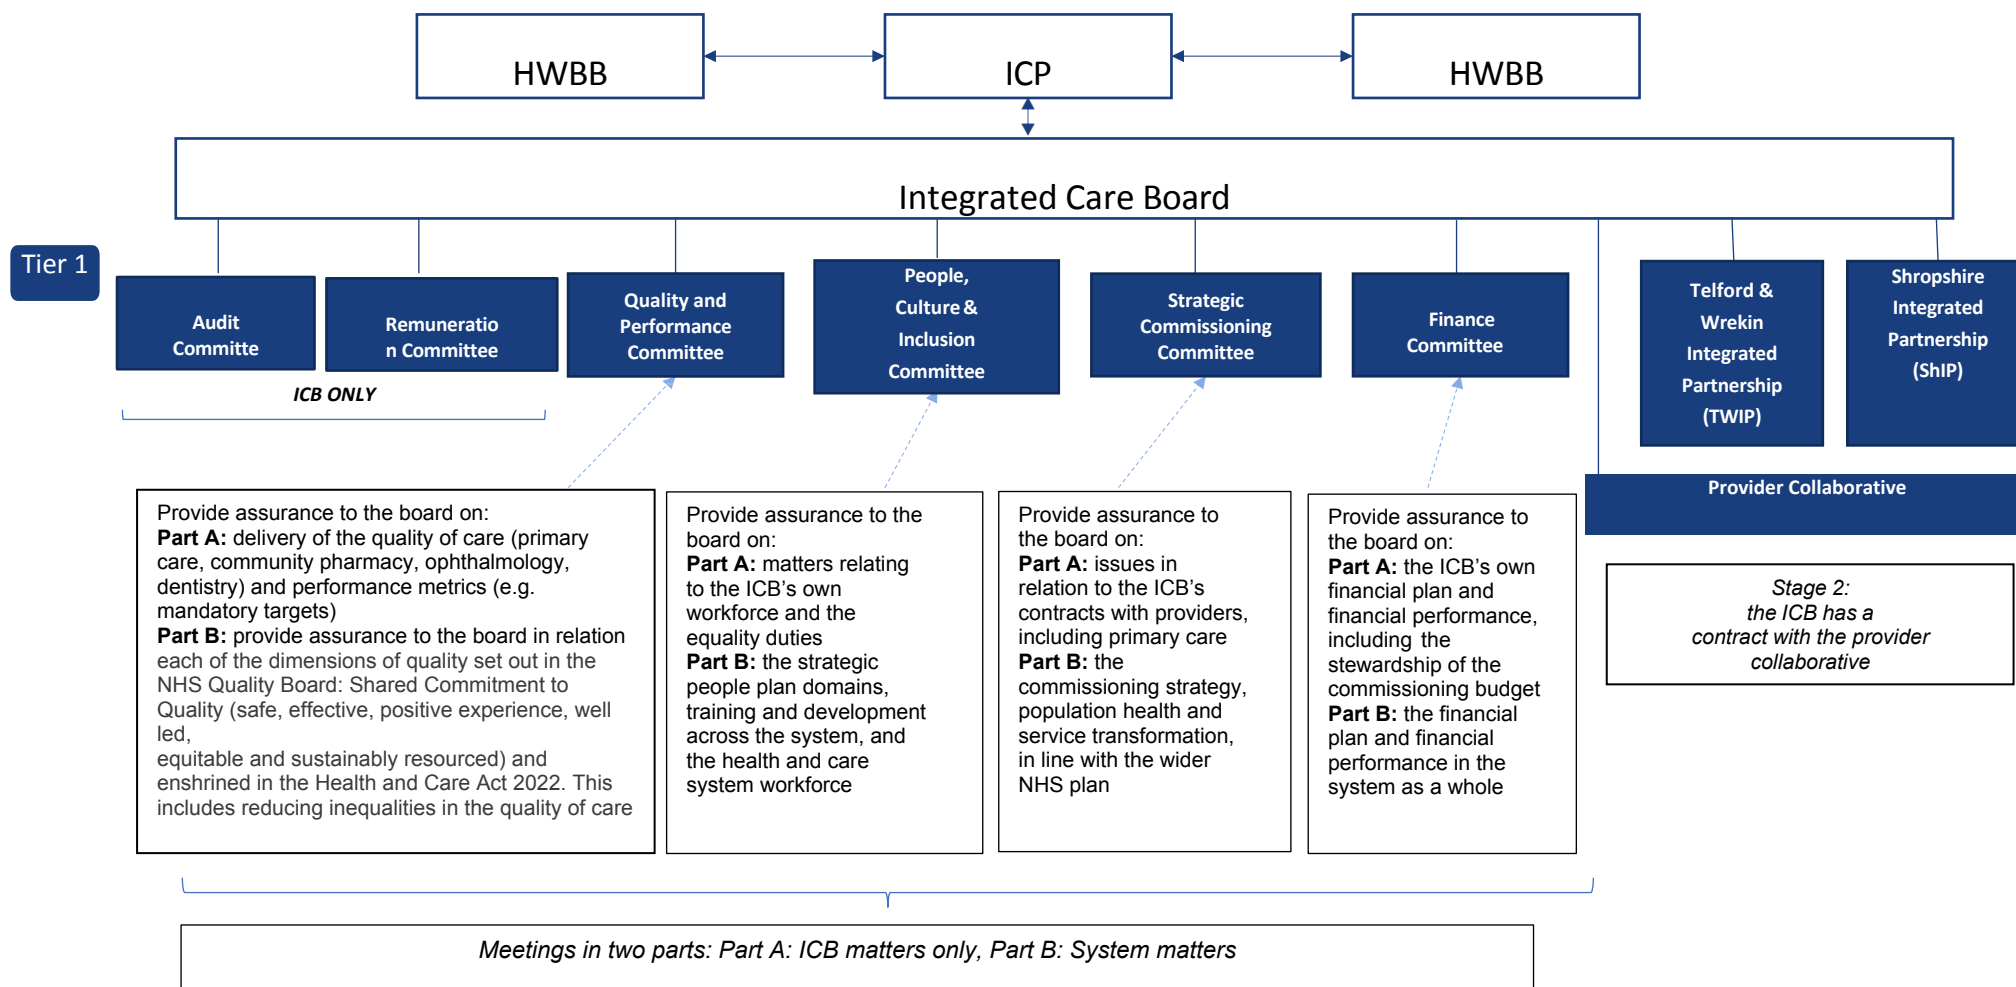 HWBB
ICP
HWBB
Integrated Care Board
Tier 1
Audit
Committe
Remuneratio
n Committee
ICB ONLY
Quality and
Performance
Committee
People,
Culture &
Inclusion
Committee
Strategic
Commissioning
Committee
Finance
Committee
Telford &
Wrekin
Integrated
Partnership
(TWIP)
Shropshire
Integrated
Partnership
(ShIP)
Provider Collaborative
Provide assurance to the board on:
Part A: delivery of the quality of care (primary
care, community pharmacy, ophthalmology,
dentistry) and performance metrics (e.g.
mandatory targets)
Part B: provide assurance to the board in relation
each of the dimensions of quality set out in the
NHS Quality Board: Shared Commitment to
Quality (safe, effective, positive experience, well
led,
equitable and sustainably resourced) and
enshrined in the Health and Care Act 2022. This
includes reducing inequalities in the quality of care
Provide assurance to the
board on:
Part A: matters relating
to the ICB's own
workforce and the
equality duties
Part B: the strategic
people plan domains,
training and development
across the system, and
the health and care
system workforce
Provide assurance to
the board on:
Part A: issues in
relation to the ICB's
contracts with providers,
including primary care
Part B: the
commissioning strategy,
population health and
service transformation,
in line with the wider
NHS plan
Provide assurance to
the board on:
Part A: the ICB's own
financial plan and
financial performance,
including the
stewardship of the
commissioning budget
Part B: the financial
plan and financial
performance in the
system as a whole
Stage 2:
the ICB has a
contract with the provider
collaborative
Meetings in two parts: Part A: ICB matters only, Part B: System matters